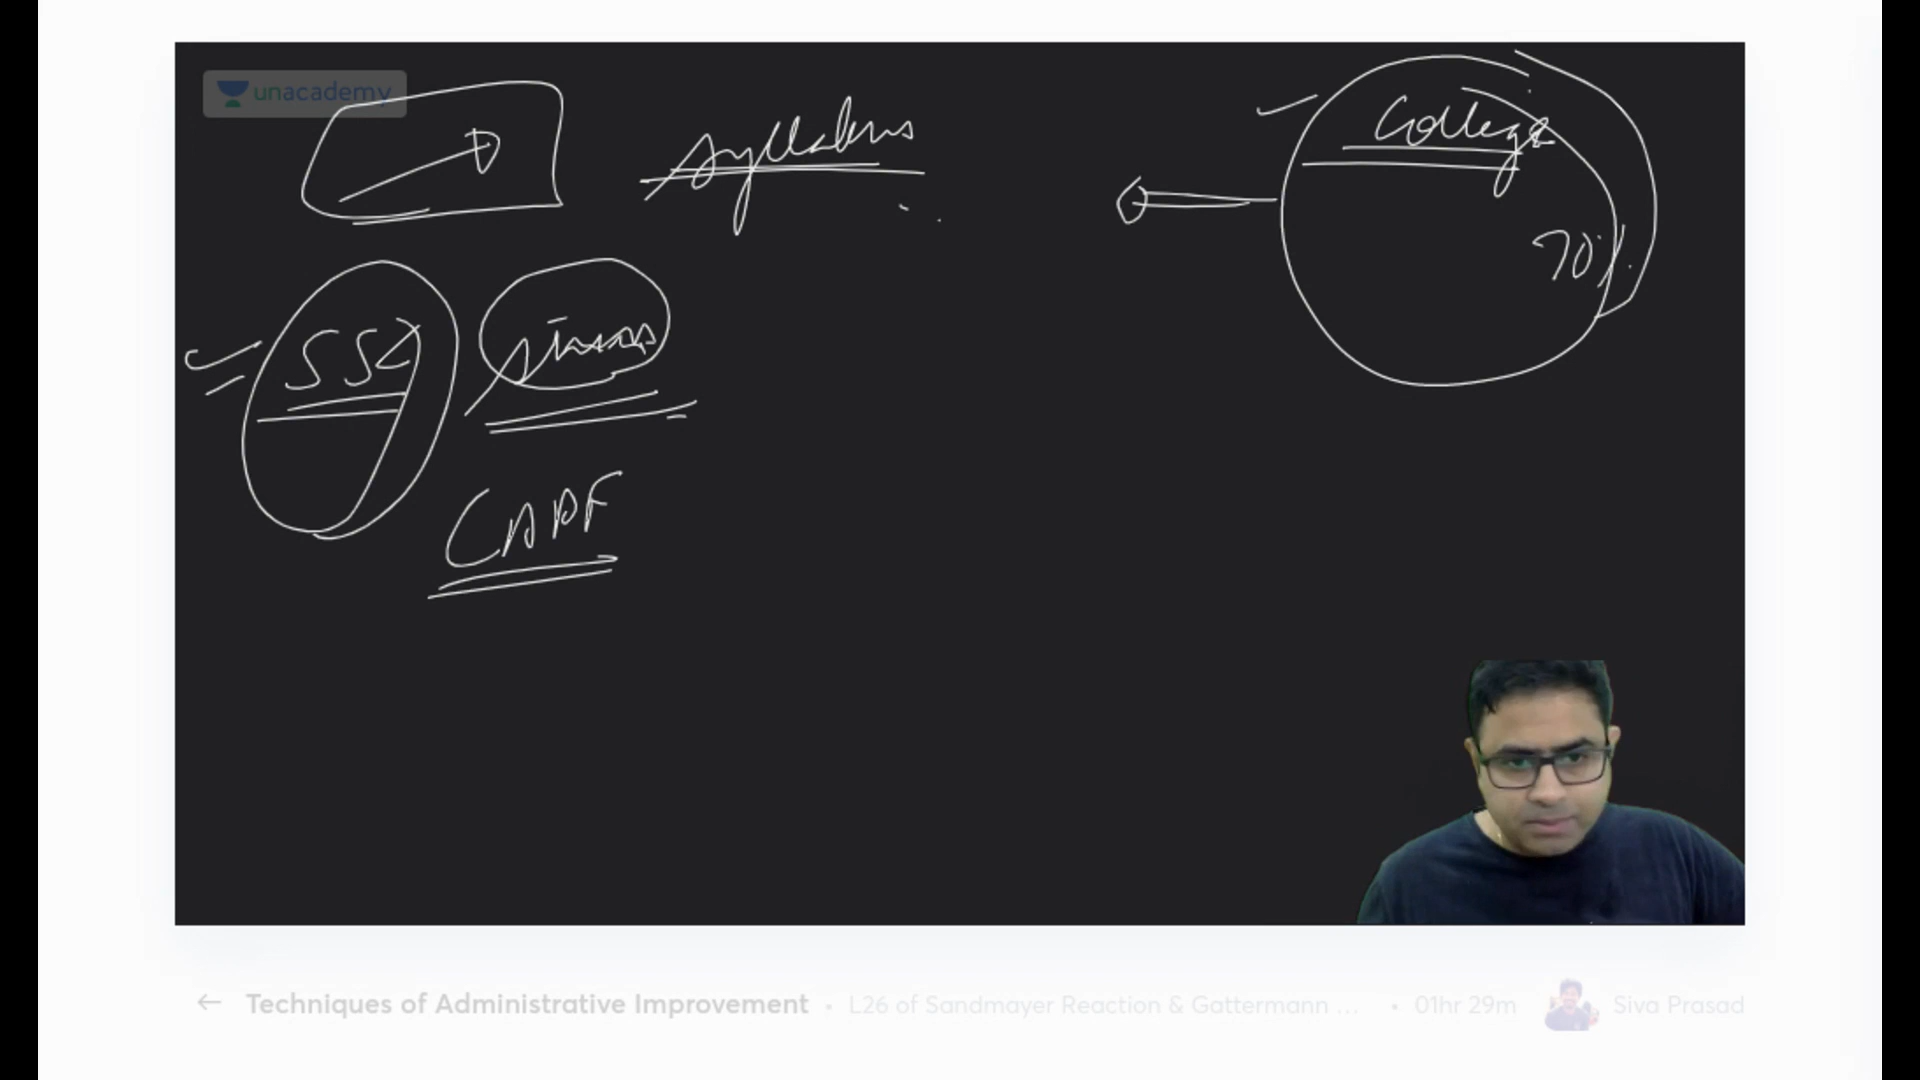 unacademy
syllabus
College
70%
SSC
CAPF
← Techniques of Administrative Improvement • L26 of Sandmayer Reaction & Gattermann ... • 01hr 29m Siva Prasad